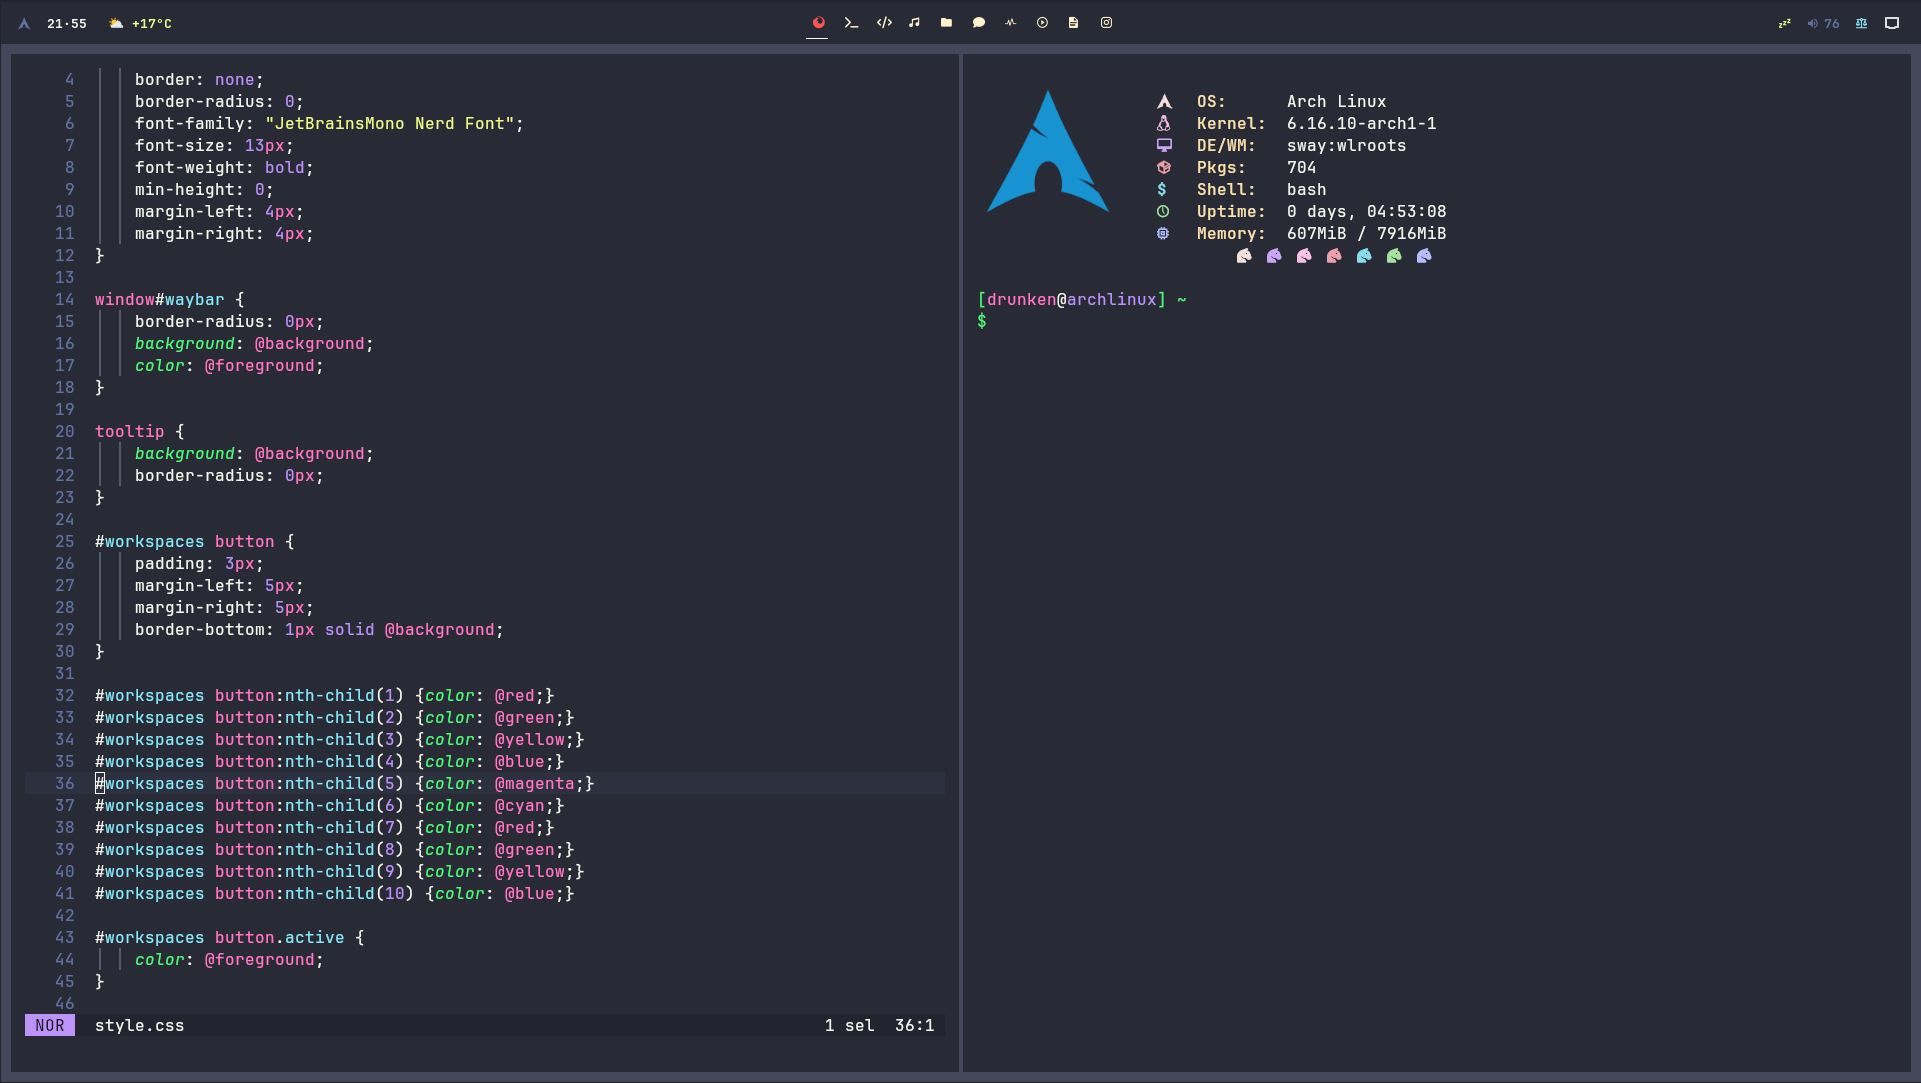 21·55 +17°C 76
4 border: none;
5 border-radius: 0;
6 font-family: "JetBrainsMono Nerd Font";
7 font-size: 13px;
8 font-weight: bold;
9 min-height: 0;
10 margin-left: 4px;
11 margin-right: 4px;
12 }
13
14 window#waybar {
15 border-radius: 0px;
16 background: @background;
17 color: @foreground;
18 }
19
20 tooltip {
21 background: @background;
22 border-radius: 0px;
23 }
24
25 #workspaces button {
26 padding: 3px;
27 margin-left: 5px;
28 margin-right: 5px;
29 border-bottom: 1px solid @background;
30 }
31
32 #workspaces button:nth-child(1) {color: @red;}
33 #workspaces button:nth-child(2) {color: @green;}
34 #workspaces button:nth-child(3) {color: @yellow;}
35 #workspaces button:nth-child(4) {color: @blue;}
36 #workspaces button:nth-child(5) {color: @magenta;}
37 #workspaces button:nth-child(6) {color: @cyan;}
38 #workspaces button:nth-child(7) {color: @red;}
39 #workspaces button:nth-child(8) {color: @green;}
40 #workspaces button:nth-child(9) {color: @yellow;}
41 #workspaces button:nth-child(10) {color: @blue;}
42
43 #workspaces button.active {
44 color: @foreground;
45 }
46
NOR style.css 1 sel 36:1
OS: Arch Linux
Kernel: 6.16.10-arch1-1
DE/WM: sway:wlroots
Pkgs: 704
$ Shell: bash
Uptime: 0 days, 04:53:08
Memory: 607MiB / 7916MiB
[drunken@archlinux] ~
$